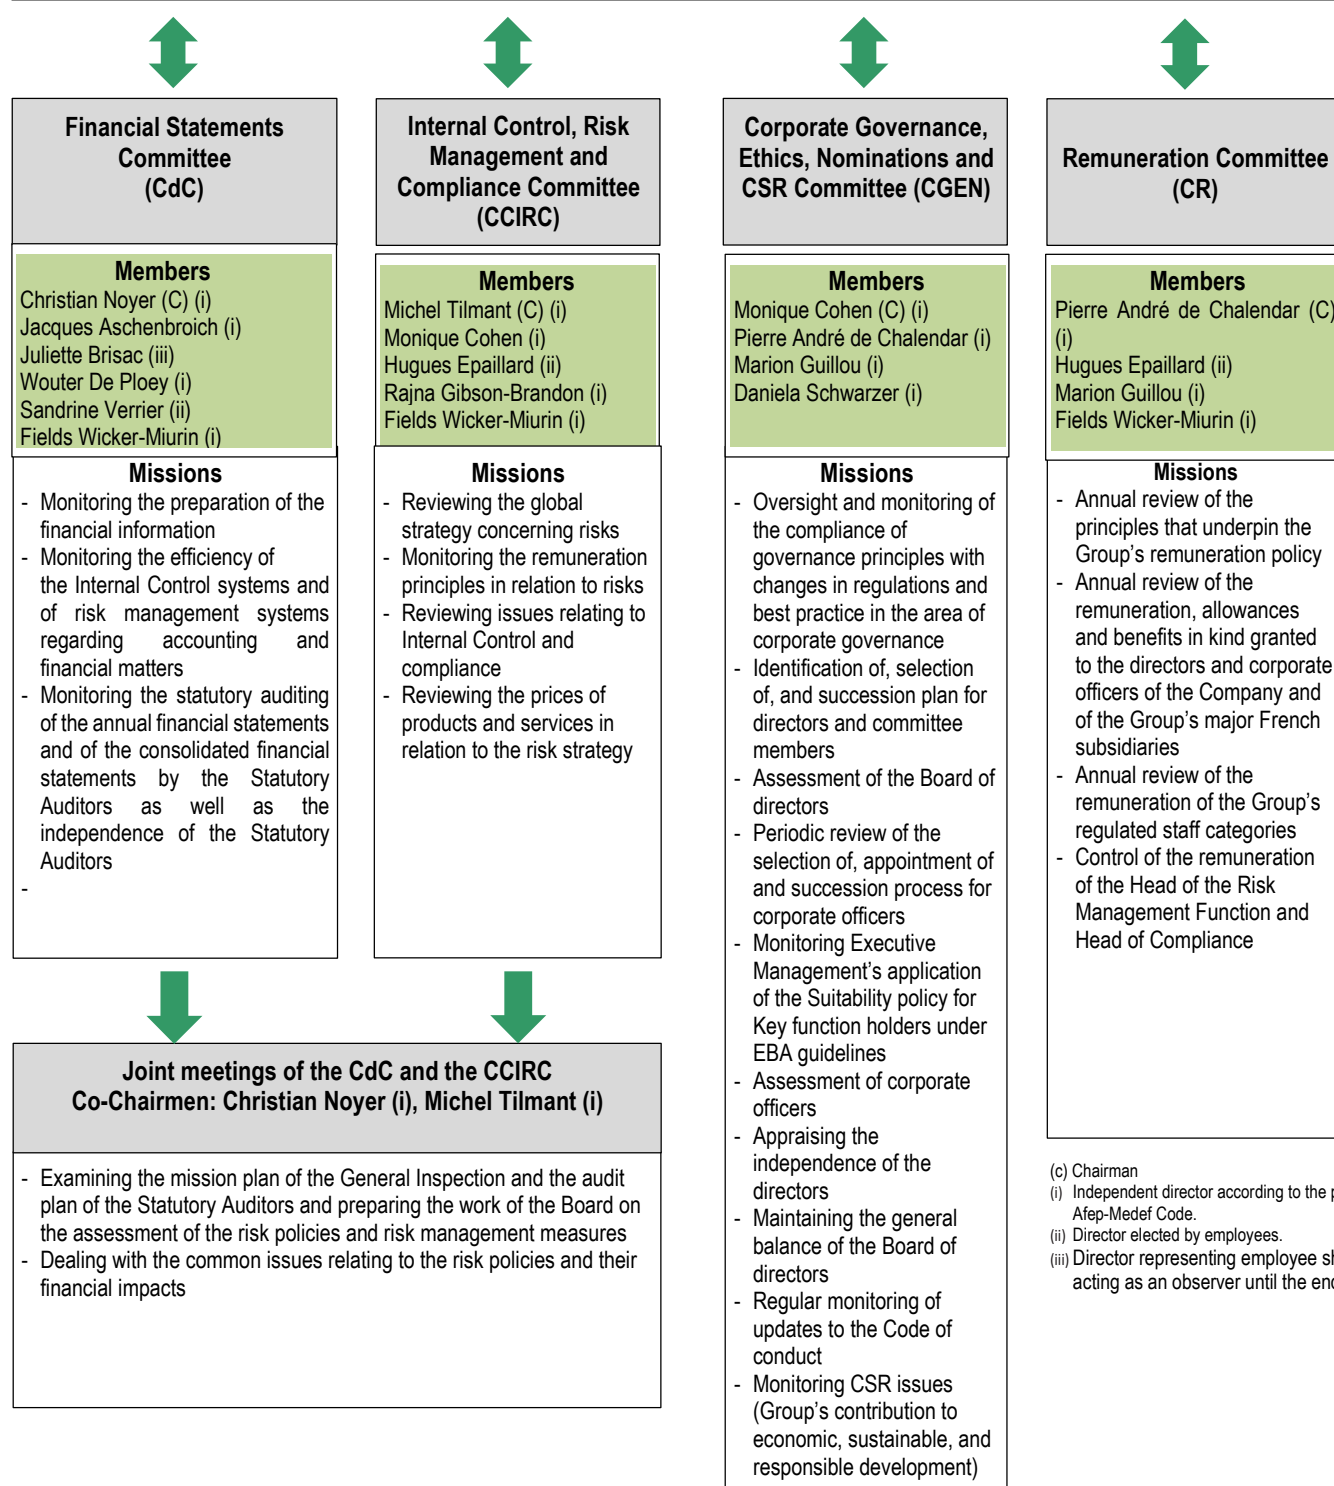 Financial Statements
Committee
(CdC)
Members
Christian Noyer (C) (i)
Jacques Aschenbroich (i)
Juliette Brisac (iii)
Wouter De Ploey (i)
Sandrine Verrier (ii)
Fields Wicker-Miurin (i)
Missions
- Monitoring the preparation of the
financial information
- Monitoring the efficiency of
the Internal Control systems and
of risk management systems
regarding accounting and
financial matters
- Monitoring the statutory auditing
of the annual financial statements
and of the consolidated financial
statements by the Statutory
Auditors as well as the
independence of the Statutory
Auditors
-
Internal Control, Risk
Management and
Compliance Committee
(CCIRC)
Members
Michel Tilmant (C) (i)
Monique Cohen (i)
Hugues Epaillard (ii)
Rajna Gibson-Brandon (i)
Fields Wicker-Miurin (i)
Missions
- Reviewing the global
strategy concerning risks
- Monitoring the remuneration
principles in relation to risks
- Reviewing issues relating to
Internal Control and
compliance
- Reviewing the prices of
products and services in
relation to the risk strategy
Joint meetings of the CdC and the CCIRC
Co-Chairmen: Christian Noyer (i), Michel Tilmant (i)
- Examining the mission plan of the General Inspection and the audit
plan of the Statutory Auditors and preparing the work of the Board on
the assessment of the risk policies and risk management measures
- Dealing with the common issues relating to the risk policies and their
financial impacts
Corporate Governance,
Ethics, Nominations and
CSR Committee (CGEN)
Members
Monique Cohen (C) (i)
Pierre André de Chalendar (i)
Marion Guillou (i)
Daniela Schwarzer (i)
Missions
- Oversight and monitoring of
the compliance of
governance principles with
changes in regulations and
best practice in the area of
corporate governance
- Identification of, selection
of, and succession plan for
directors and committee
members
- Assessment of the Board of
directors
- Periodic review of the
selection of, appointment of
and succession process for
corporate officers
- Monitoring Executive
Management's application
of the Suitability policy for
Key function holders under
EBA guidelines
- Assessment of corporate
officers
- Appraising the
independence of the
directors
- Maintaining the general
balance of the Board of
directors
- Regular monitoring of
updates to the Code of
conduct
- Monitoring CSR issues
(Group's contribution to
economic, sustainable, and
responsible development)
Remuneration Committee
(CR)
Members
Pierre André de Chalendar (C)
(i)
Hugues Epaillard (ii)
Marion Guillou (i)
Fields Wicker-Miurin (i)
Missions
- Annual review of the
principles that underpin the
Group's remuneration policy
- Annual review of the
remuneration, allowances
and benefits in kind granted
to the directors and corporate
officers of the Company and
of the Group's major French
subsidiaries
- Annual review of the
remuneration of the Group's
regulated staff categories
- Control of the remuneration
of the Head of the Risk
Management Function and
Head of Compliance
(c) Chairman
(i) Independent director according to the
Afep-Medef Code.
(ii) Director elected by employees.
(iii) Director representing employee
acting as an observer until the